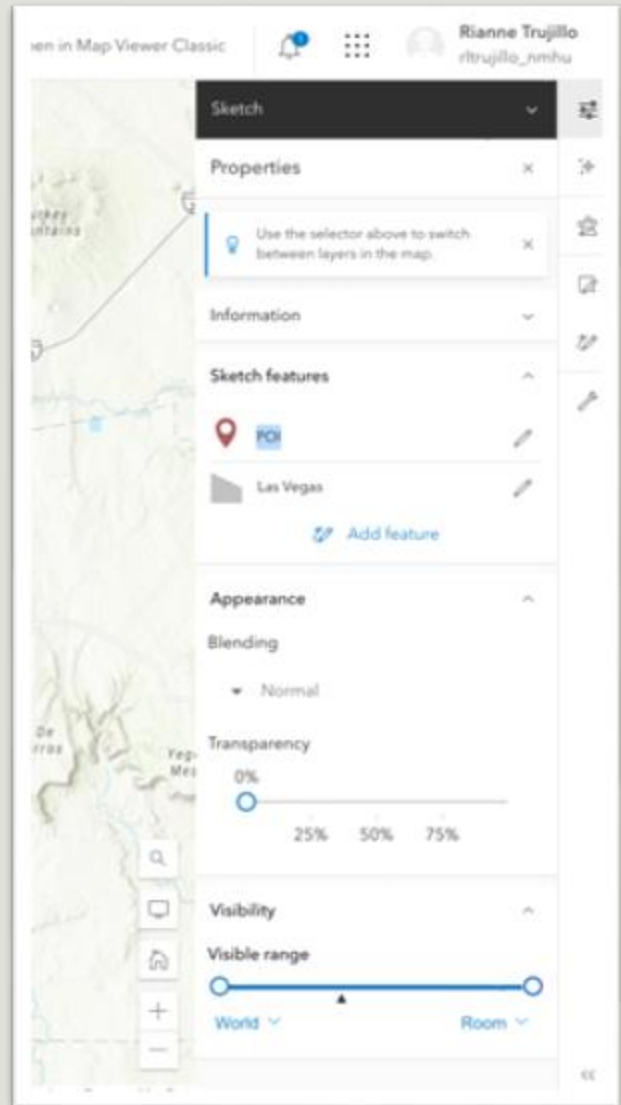 en in Map Viewer Classic
Rianne Trujillo
rltrujillo_nmhu
Sketch
Properties
Use the selector above to switch
between layers in the map.
Information
Sketch features
POI
Las Vegas
Add feature
Appearance
Blending
Normal
Transparency
0%
25% 50% 75%
Visibility
Visible range
World
Room
De
Mes